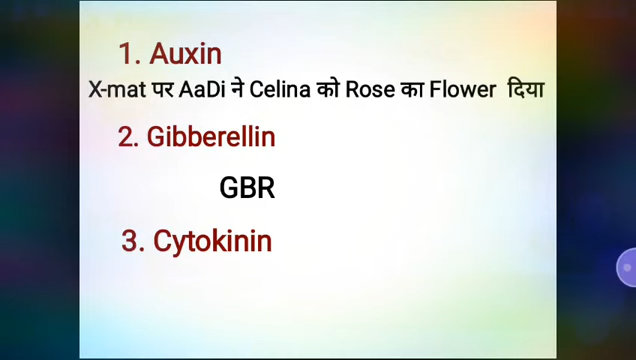 1. Auxin
X-mat पर AaDi ने Celina को Rose का Flower दिया
2. Gibberellin
GBR
3. Cytokinin